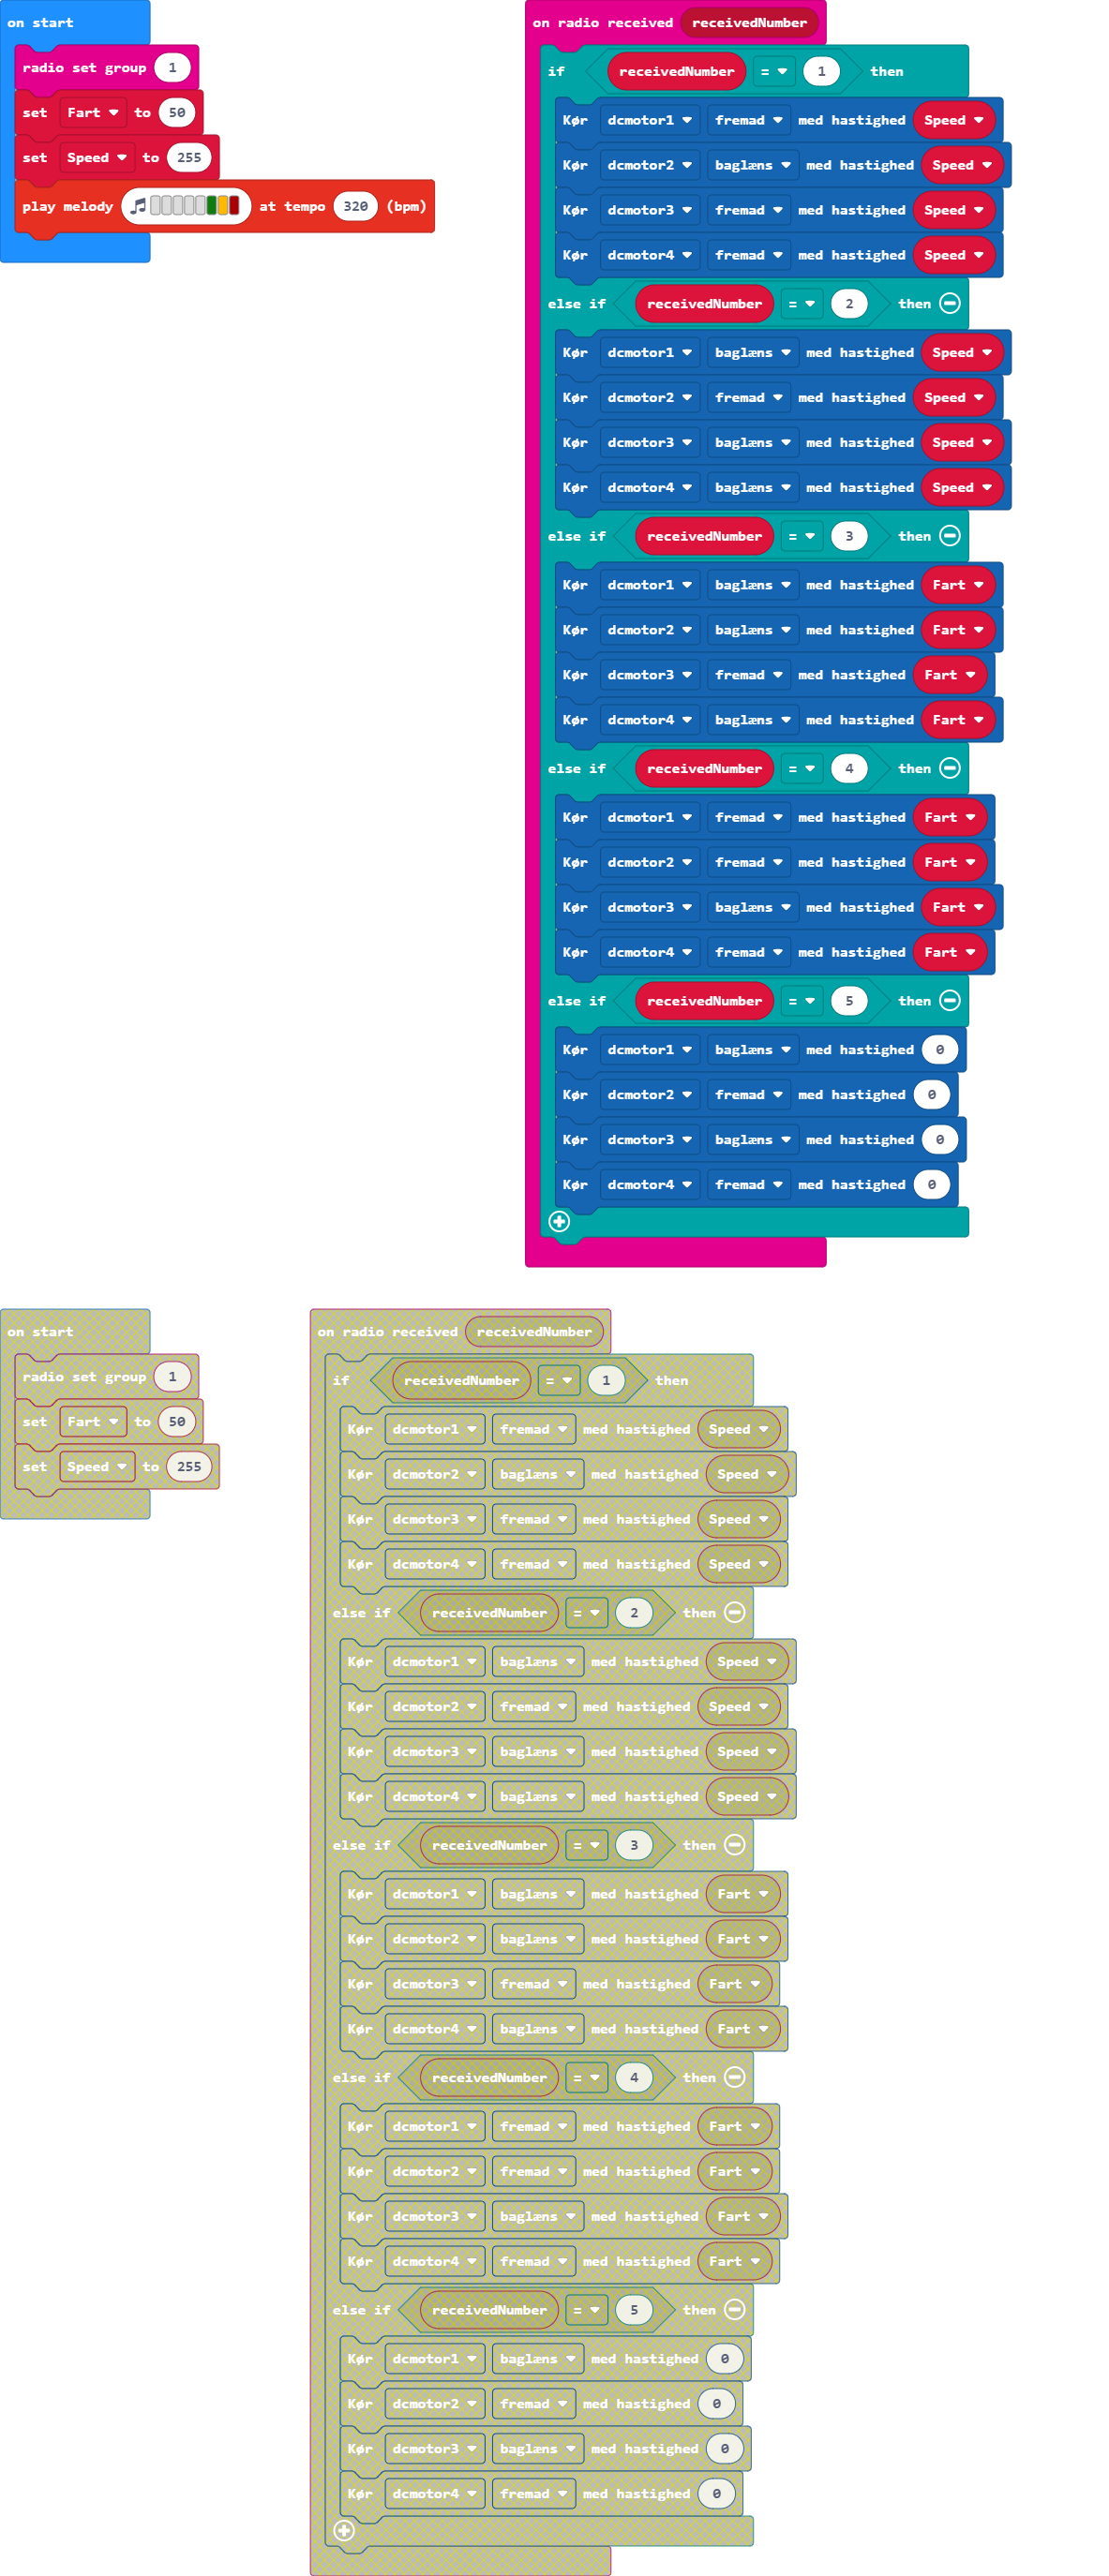 on start
radio set group 1
set Fart to 50
set Speed to 255
play melody at tempo 320 (bpm)
on radio received receivedNumber
if receivedNumber = 1 then
Kør dcmotor1 fremad med hastighed Speed
Kør dcmotor2 baglæns med hastighed Speed
Kør dcmotor3 fremad med hastighed Speed
Kør dcmotor4 fremad med hastighed Speed
else if receivedNumber = 2 then
Kør dcmotor1 baglæns med hastighed Speed
Kør dcmotor2 fremad med hastighed Speed
Kør dcmotor3 baglæns med hastighed Speed
Kør dcmotor4 baglæns med hastighed Speed
else if receivedNumber = 3 then
Kør dcmotor1 baglæns med hastighed Fart
Kør dcmotor2 baglæns med hastighed Fart
Kør dcmotor3 fremad med hastighed Fart
Kør dcmotor4 baglæns med hastighed Fart
else if receivedNumber = 4 then
Kør dcmotor1 fremad med hastighed Fart
Kør dcmotor2 fremad med hastighed Fart
Kør dcmotor3 baglæns med hastighed Fart
Kør dcmotor4 fremad med hastighed Fart
else if receivedNumber = 5 then
Kør dcmotor1 baglæns med hastighed 0
Kør dcmotor2 fremad med hastighed 0
Kør dcmotor3 baglæns med hastighed 0
Kør dcmotor4 fremad med hastighed 0
on start
radio set group 1
set Fart to 50
set Speed to 255
on radio received receivedNumber
if receivedNumber = 1 then
Kør dcmotor1 fremad med hastighed Speed
Kør dcmotor2 baglæns med hastighed Speed
Kør dcmotor3 fremad med hastighed Speed
Kør dcmotor4 fremad med hastighed Speed
else if receivedNumber = 2 then
Kør dcmotor1 baglæns med hastighed Speed
Kør dcmotor2 fremad med hastighed Speed
Kør dcmotor3 baglæns med hastighed Speed
Kør dcmotor4 baglæns med hastighed Speed
else if receivedNumber = 3 then
Kør dcmotor1 baglæns med hastighed Fart
Kør dcmotor2 baglæns med hastighed Fart
Kør dcmotor3 fremad med hastighed Fart
Kør dcmotor4 baglæns med hastighed Fart
else if receivedNumber = 4 then
Kør dcmotor1 fremad med hastighed Fart
Kør dcmotor2 fremad med hastighed Fart
Kør dcmotor3 baglæns med hastighed Fart
Kør dcmotor4 fremad med hastighed Fart
else if receivedNumber = 5 then
Kør dcmotor1 baglæns med hastighed 0
Kør dcmotor2 fremad med hastighed 0
Kør dcmotor3 baglæns med hastighed 0
Kør dcmotor4 fremad med hastighed 0